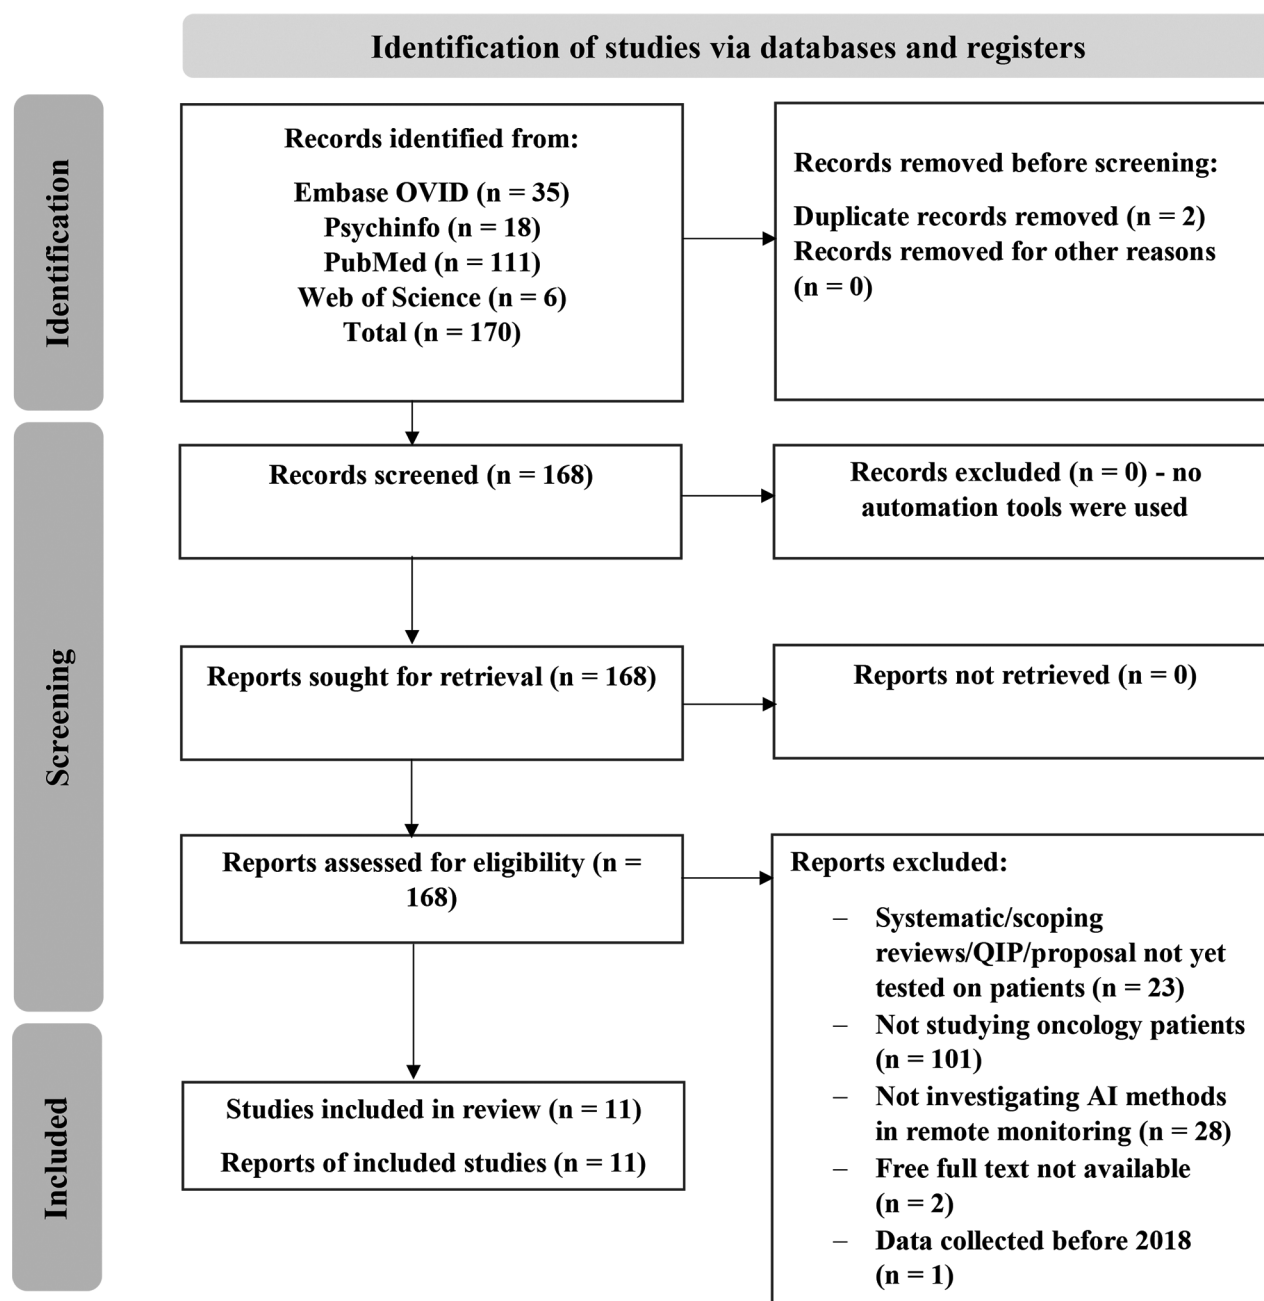 Identification of studies via databases and registers
Identification
Records identified from:
Embase OVID (n = 35)
Psychinfo (n = 18)
PubMed (n = 111)
Web of Science (n = 6)
Total (n = 170)
Records removed before screening:
Duplicate records removed (n = 2)
Records removed for other reasons
(n = 0)
Screening
Records screened (n = 168)
Records excluded (n = 0) - no
automation tools were used
Reports sought for retrieval (n = 168)
Reports not retrieved (n = 0)
Reports assessed for eligibility (n =
168)
Reports excluded:
– Systematic/scoping
reviews/QIP/proposal not yet
tested on patients (n = 23)
– Not studying oncology patients
(n = 101)
– Not investigating AI methods
in remote monitoring (n = 28)
– Free full text not available
(n = 2)
– Data collected before 2018
(n = 1)
Included
Studies included in review (n = 11)
Reports of included studies (n = 11)